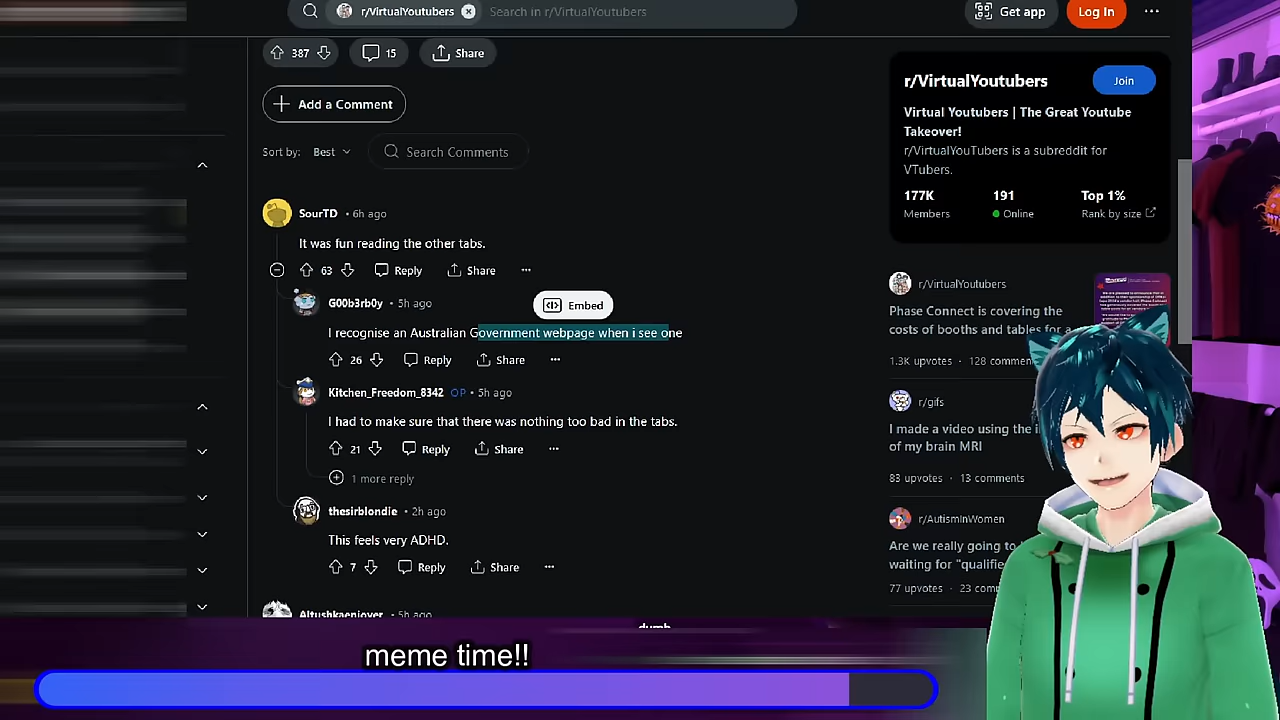 r/VirtualYoutubers
Search in r/VirtualYoutubers
Get app
Log In
387
15
Share
Add a Comment
Sort by: Best
Search Comments
SourTD • 6h ago
It was fun reading the other tabs.
63
Reply
Share
G00b3rb0y • 5h ago
Embed
I recognise an Australian Government webpage when i see one
26
Reply
Share
Kitchen_Freedom_8342 OP • 5h ago
I had to make sure that there was nothing too bad in the tabs.
21
Reply
Share
1 more reply
thesirblondie • 2h ago
This feels very ADHD.
7
Reply
Share
Altushkaenjoyer • 5h ago
r/VirtualYoutubers
Join
Virtual Youtubers | The Great Youtube
Takeover!
r/VirtualYouTubers is a subreddit for
VTubers.
177K
191
Top 1%
Members
Online
Rank by size
r/VirtualYoutubers
Phase Connect is covering the
costs of booths and tables for a
1.3K upvotes · 128 commen
r/gifs
I made a video using the i
of my brain MRI
83 upvotes · 13 comments
r/AutismInWomen
Are we really going to
waiting for "qualifie
77 upvotes · 23 com
dumb
meme time!!